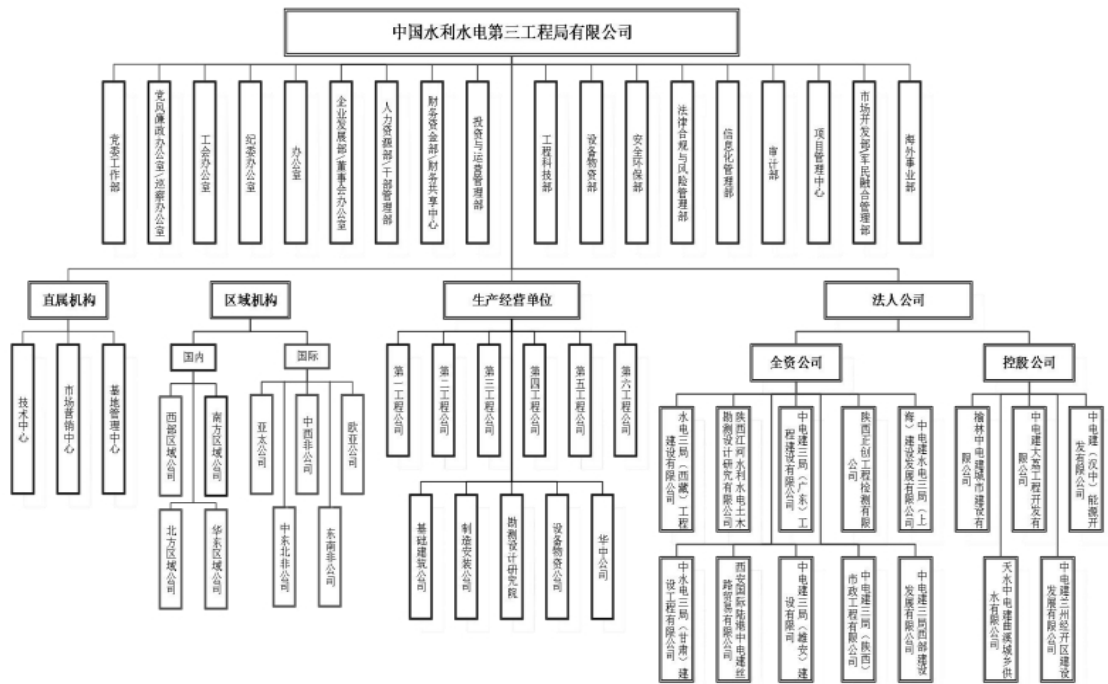 中国水利水电第三工程局有限公司
党委工作部
党风廉政办公室/巡察办公室
工会办公室
纪委办公室
办公室
企业发展部/董事会办公室
人力资源部/干部管理部
财务资金部/财务共享中心
投资与运营管理部
工程科技部
设备物资部
安全环保部
法律合规与风险管理部
信息化管理部
审计部
项目管理中心
市场开发部/军民融合管理部
海外事业部
直属机构
区域机构
生产经营单位
法人公司
技术中心
市场营销中心
基地管理中心
国内
国际
西部区域公司
南方区域公司
北方区域公司
华东区域公司
亚太公司
中西非公司
欧亚公司
中东北非公司
东南非公司
第一工程公司
第二工程公司
第三工程公司
第四工程公司
第五工程公司
第六工程公司
基础建筑公司
制造安装公司
勘测设计研究院
设备物资公司
华中公司
全资公司
控股公司
水电三局（西藏）工程
建设有限公司
陕西江河水利水电土木
勘测设计研究有限公司
中电建三局（广东）工
程建设有限公司
陕西正创工程检测有限
公司
中电建水电三局（上
海）建设发展有限公司
中水电三局（甘肃）建
设工程有限公司
西安国际陆港中电建丝
路贸易有限公司
中电建三局（雄安）建
设有限公司
中电建三局（陕西）
市政工程有限公司
中电建三局西部建设
发展有限公司
榆林中电建城市建设有
限公司
中电建大荔工程开发有
限公司
中电建（汉中）能源开
发有限公司
天水中电建曲溪城乡供
水有限公司
中电建兰州经开区建设
发展有限公司